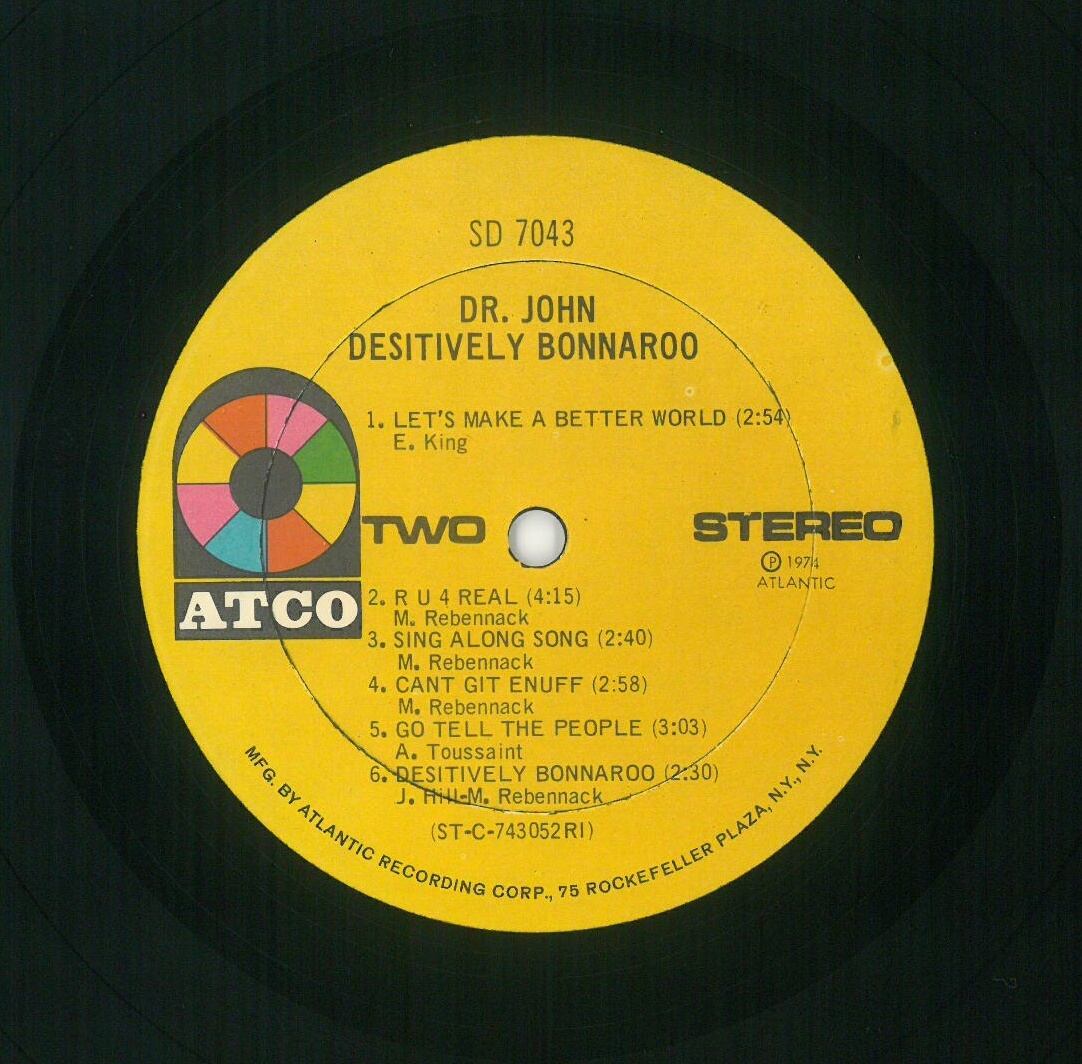 SD 7043
DR. JOHN
DESITIVELY BONNAROO
1. LET'S MAKE A BETTER WORLD (2:54)
E. King
TWO
STEREO
Ⓟ 1974
ATLANTIC
ATCO
2. R U 4 REAL (4:15)
M. Rebennack
3. SING ALONG SONG (2:40)
M. Rebennack
4. CANT GIT ENUFF (2:58)
M. Rebennack
5. GO TELL THE PEOPLE (3:03)
A. Toussaint
6. DESITIVELY BONNAROO (2:30)
J. Hill-M. Rebennack
(ST-C-743052RI)
MFG. BY ATLANTIC RECORDING CORP., 75 ROCKEFELLER PLAZA, N.Y., N.Y.